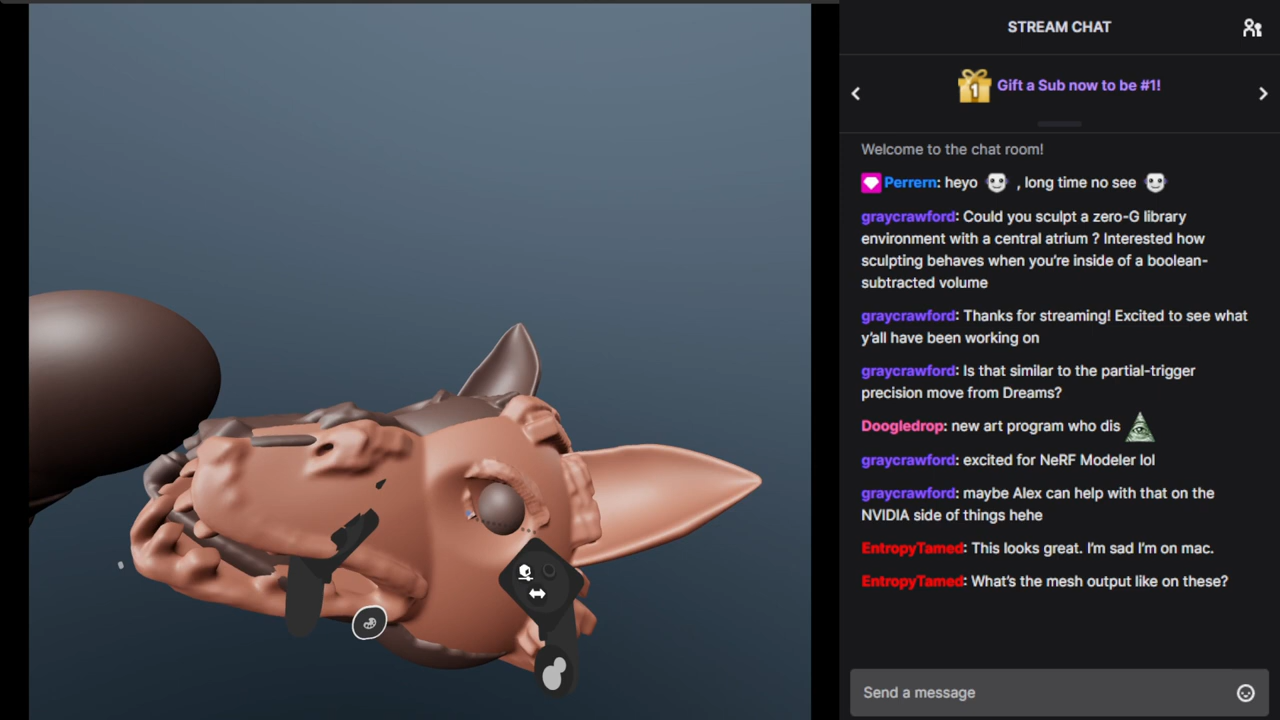 STREAM CHAT
1
Gift a Sub now to be #1!
Welcome to the chat room!
Perrern: heyo , long time no see
graycrawford: Could you sculpt a zero-G library
environment with a central atrium ? Interested how
sculpting behaves when you're inside of a boolean-
subtracted volume
graycrawford: Thanks for streaming! Excited to see what
y'all have been working on
graycrawford: Is that similar to the partial-trigger
precision move from Dreams?
Doogledrop: new art program who dis
graycrawford: excited for NeRF Modeler lol
graycrawford: maybe Alex can help with that on the
NVIDIA side of things hehe
EntropyTamed: This looks great. I'm sad I'm on mac.
EntropyTamed: What's the mesh output like on these?
Send a message